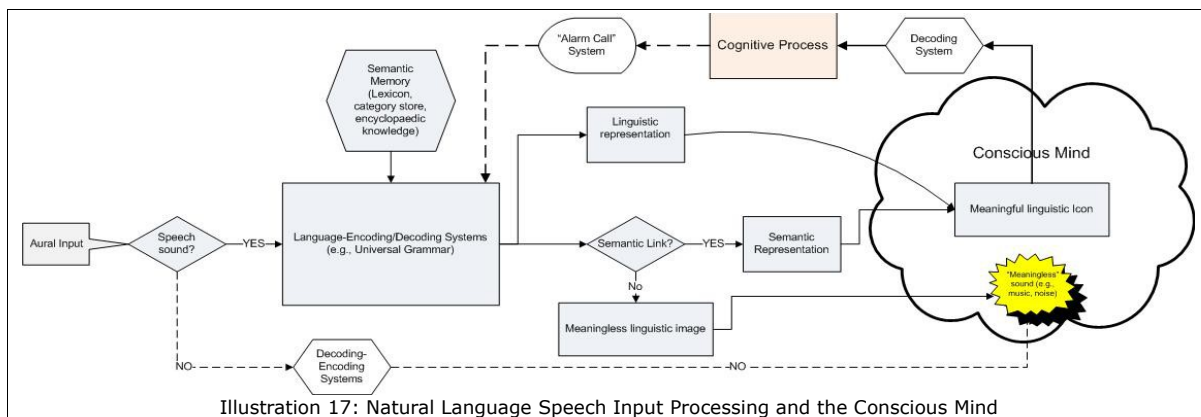 "Alarm Call"
System
Cognitive Process
Decoding
System
Semantic
Memory
(Lexicon,
category store,
encyclopaedic
knowledge)
Linguistic
representation
Conscious Mind
Aural Input
Speech
sound?
YES
Language-Encoding/Decoding Systems
(e.g., Universal Grammar)
Semantic Link?
YES
Semantic
Representation
Meaningful linguistic Icon
No
Meaningless linguistic image
"Meaningless"
sound (e.g.,
music, noise)
NO
Decoding-
Encoding
Systems
NO
Illustration 17: Natural Language Speech Input Processing and the Conscious Mind